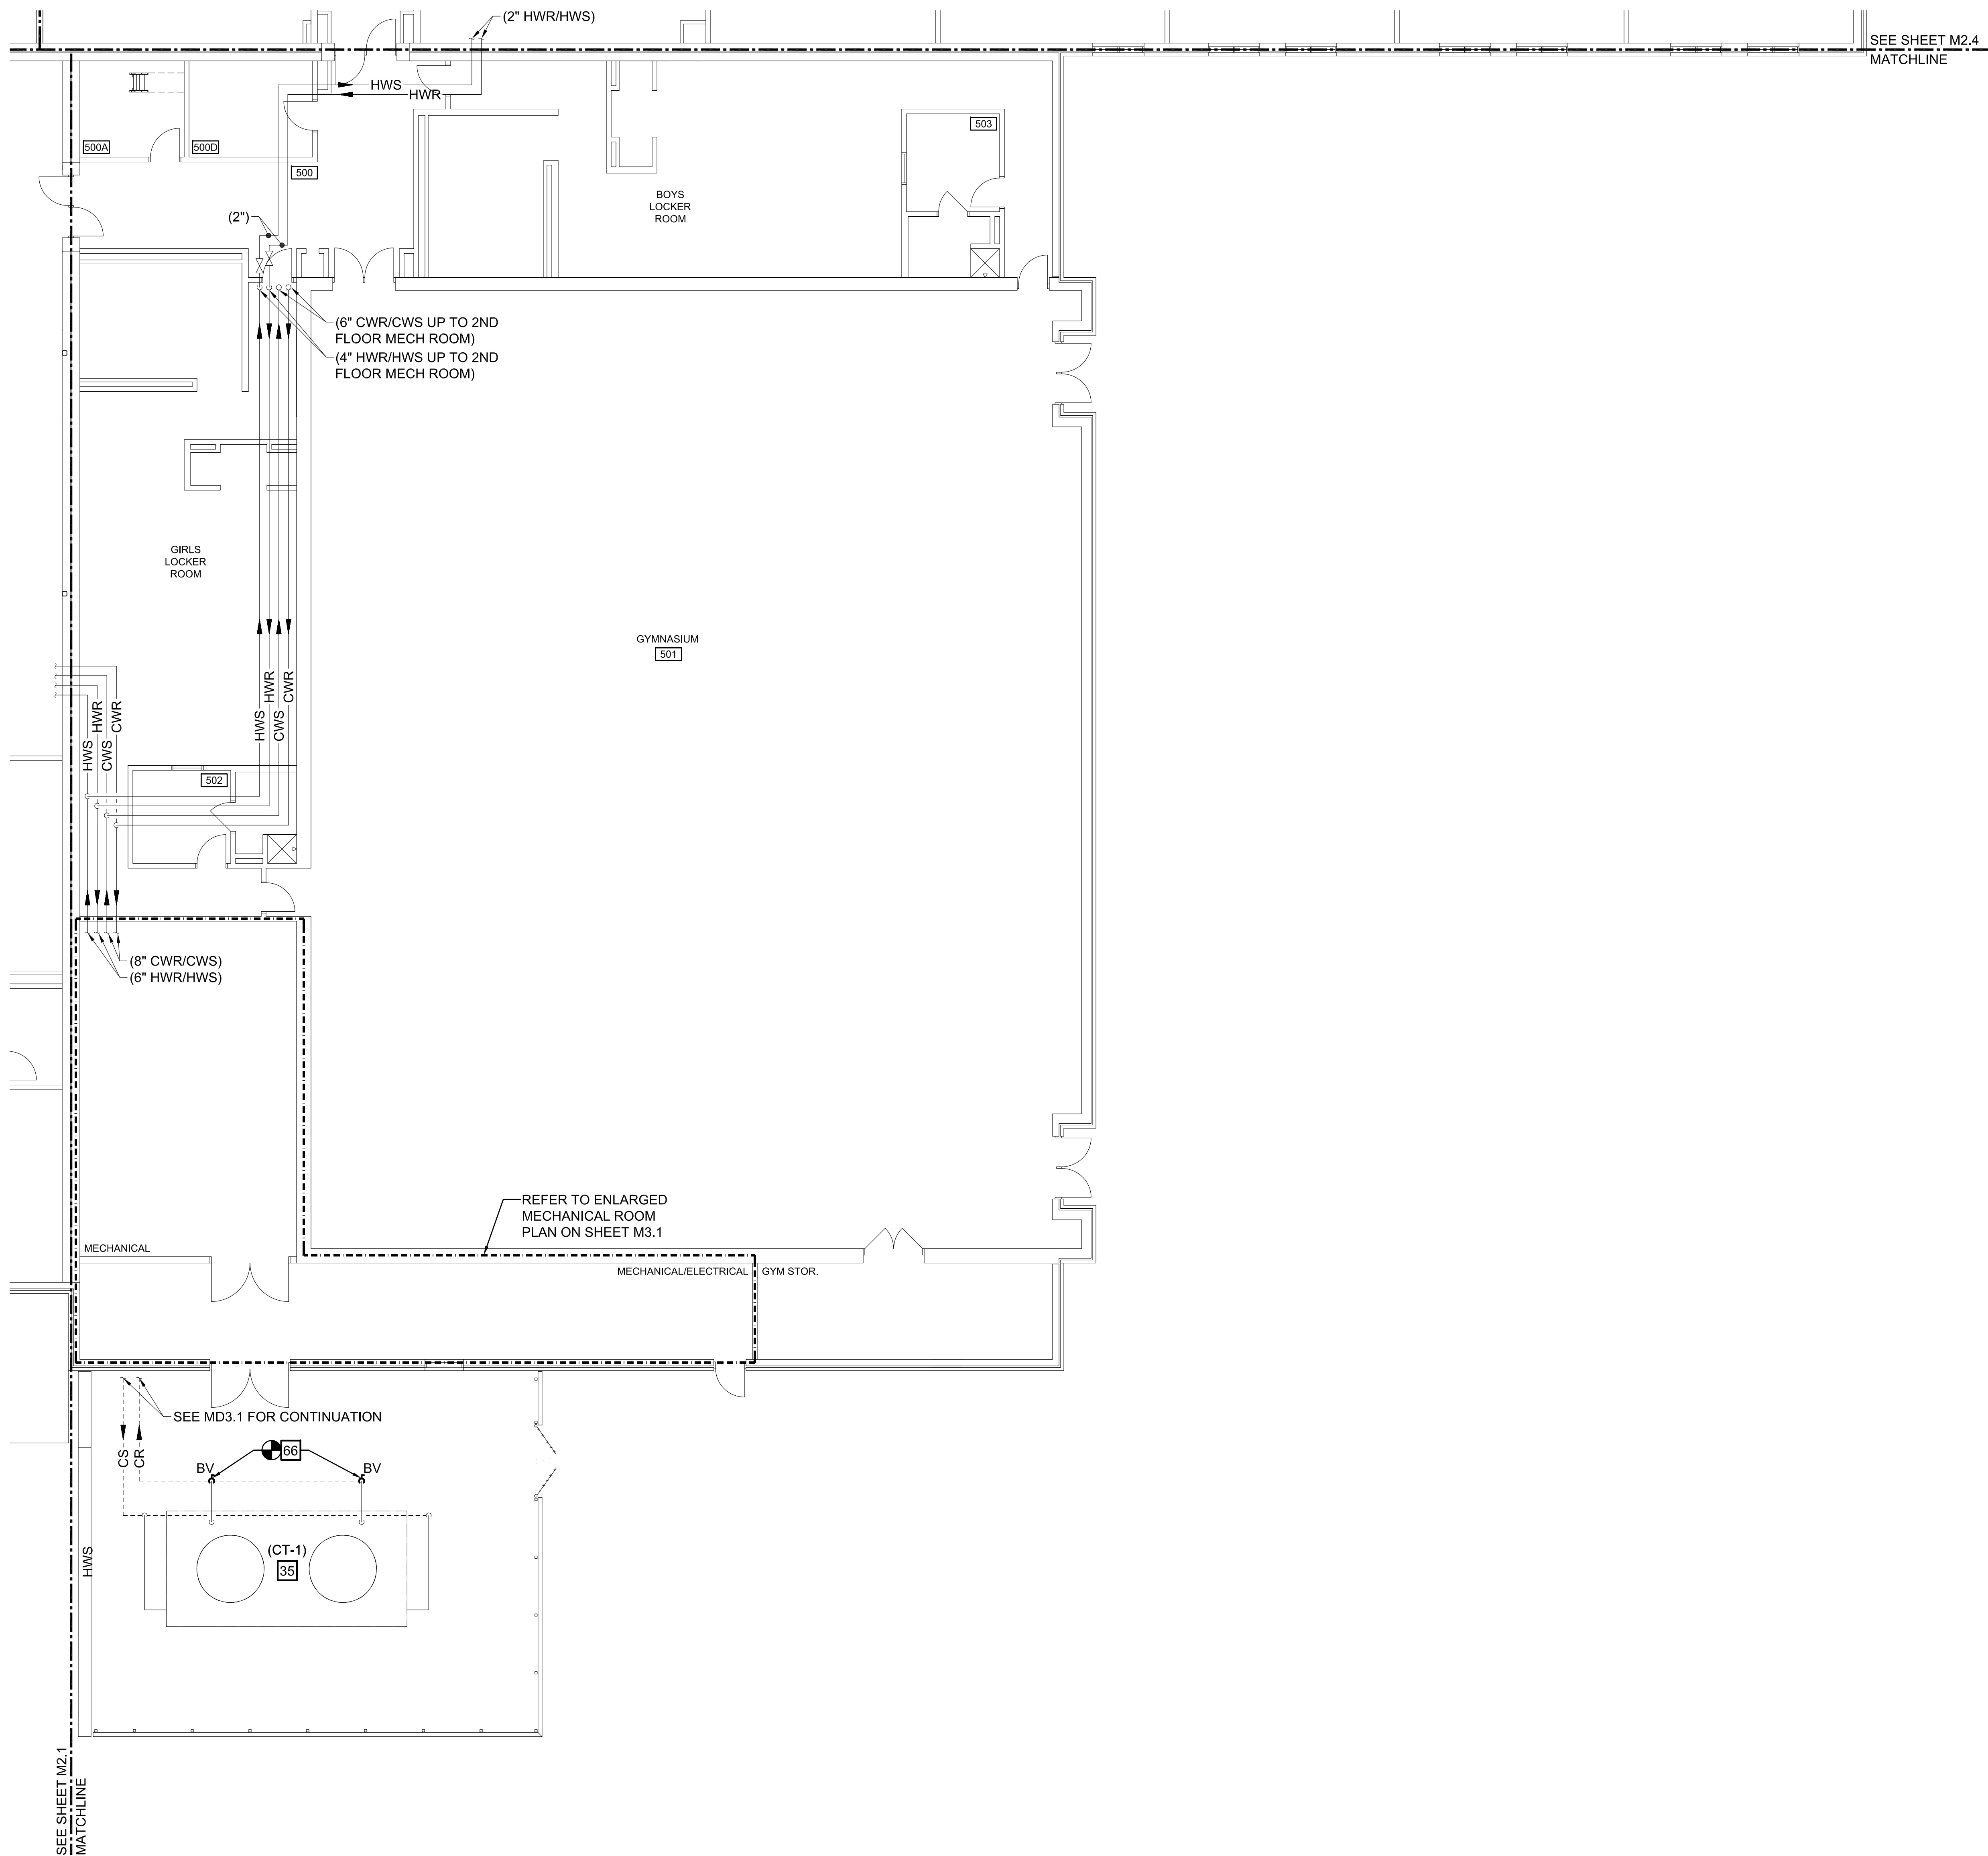 (2" HWR/HWS)
SEE SHEET M2.4
MATCHLINE
HWS
HWR
500A
500D
500
503
BOYS
LOCKER
ROOM
(2")
(6" CWR/CWS UP TO 2ND
FLOOR MECH ROOM)
(4" HWR/HWS UP TO 2ND
FLOOR MECH ROOM)
GIRLS
LOCKER
ROOM
GYMNASIUM
501
HWS
HWR
CWS
CWR
HWS
HWR
CWS
CWR
502
(8" CWR/CWS)
(6" HWR/HWS)
REFER TO ENLARGED
MECHANICAL ROOM
PLAN ON SHEET M3.1
MECHANICAL
MECHANICAL/ELECTRICAL
GYM STOR.
SEE MD3.1 FOR CONTINUATION
CS
CR
66
BV
BV
(CT-1)
35
HWS
SEE SHEET M2.1
MATCHLINE